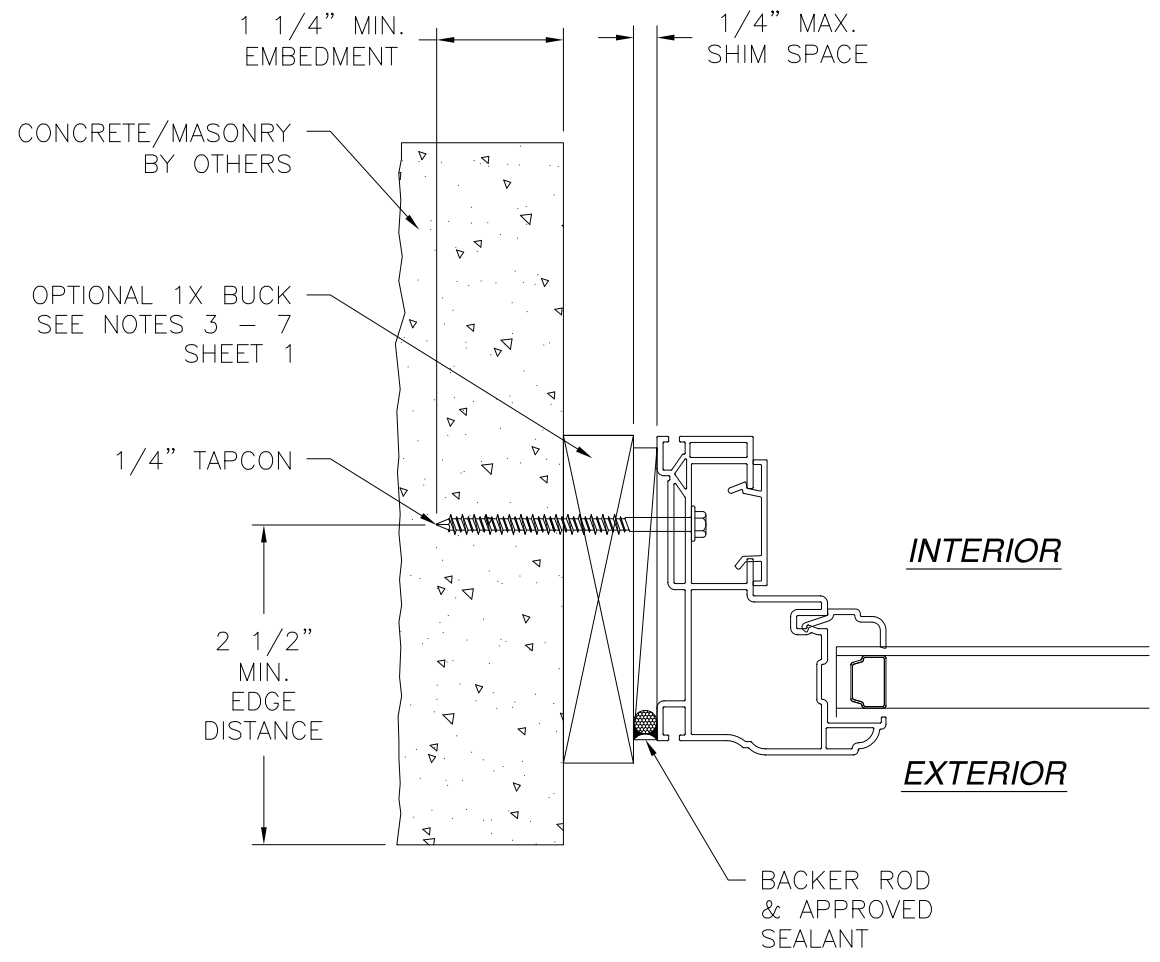 1 1/4” MIN.
EMBEDMENT
1/4” MAX.
SHIM SPACE
CONCRETE/MASONRY
BY OTHERS
OPTIONAL 1X BUCK
SEE NOTES 3 – 7
SHEET 1
1/4” TAPCON
INTERIOR
2 1/2”
MIN.
EDGE
DISTANCE
EXTERIOR
BACKER ROD
& APPROVED
SEALANT